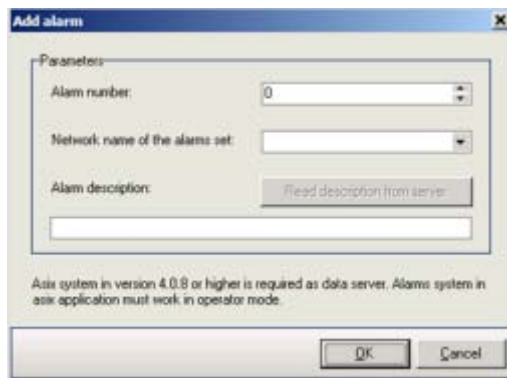 Add alarm
Parameters
Alarm number:
0
Network name of the alarms set:
Alarm description:
Read description from server
Asix system in version 4.0.8 or higher is required as data server. Alarms system in
asix application must work in operator mode.
OK
Cancel